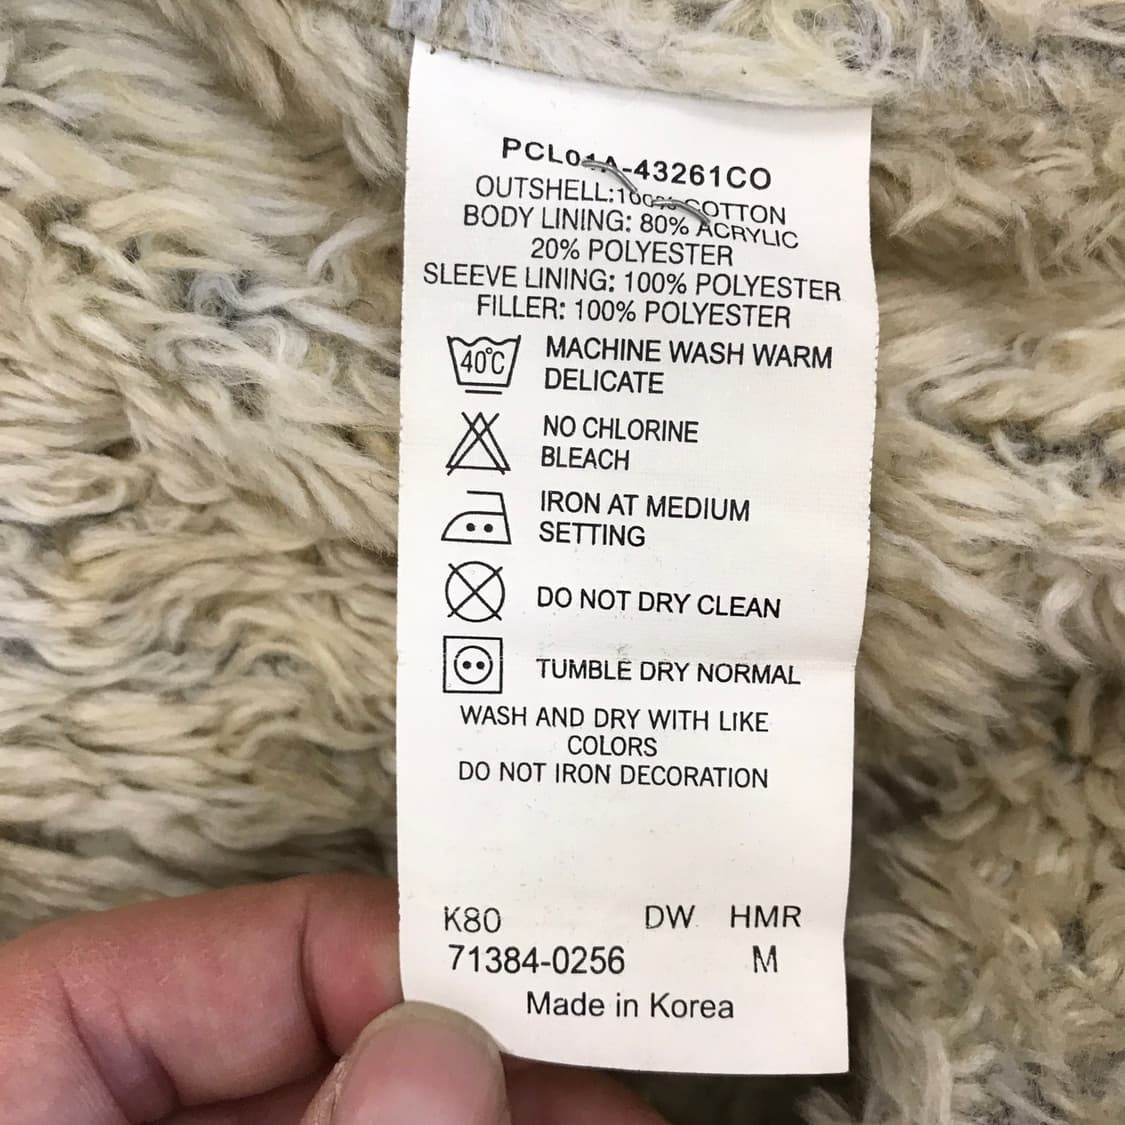 PCL01A-43261CO
OUTSHELL:100% COTTON
BODY LINING: 80% ACRYLIC
20% POLYESTER
SLEEVE LINING: 100% POLYESTER
FILLER: 100% POLYESTER
40°C MACHINE WASH WARM
DELICATE
NO CHLORINE
BLEACH
IRON AT MEDIUM
SETTING
DO NOT DRY CLEAN
TUMBLE DRY NORMAL
WASH AND DRY WITH LIKE
COLORS
DO NOT IRON DECORATION
K80 DW HMR
71384-0256 M
Made in Korea